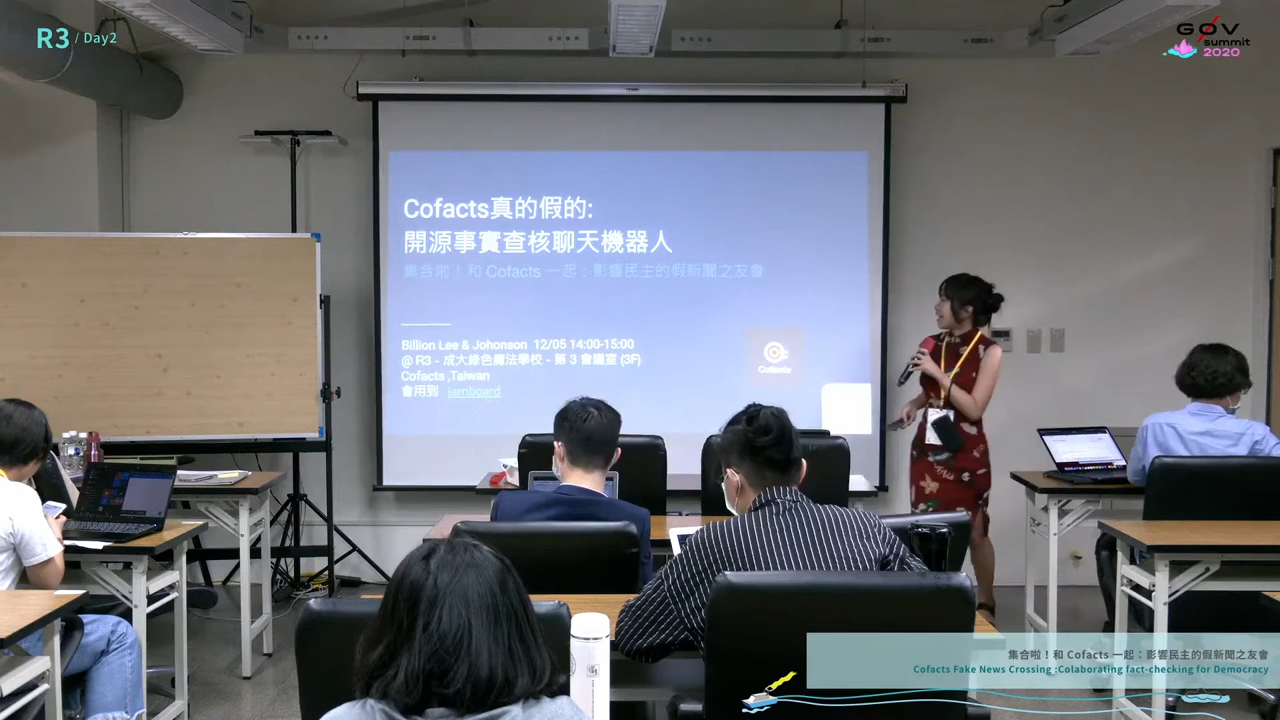 R3 / Day2
GØV
summit
2020
Cofacts真的假的:
開源事實查核聊天機器人
集合啦！和 Cofacts 一起：影響民主的假新聞之友會
Billion Lee & Johonson 12/05 14:00-15:00
@ R3 - 成大綠色魔法學校 - 第 3 會議室 (3F)
Cofacts ,Taiwan
會用到 jamboard
Cofacts
集合啦！和 Cofacts 一起：影響民主的假新聞之友會
Cofacts Fake News Crossing :Colaborating fact-checking for Democracy